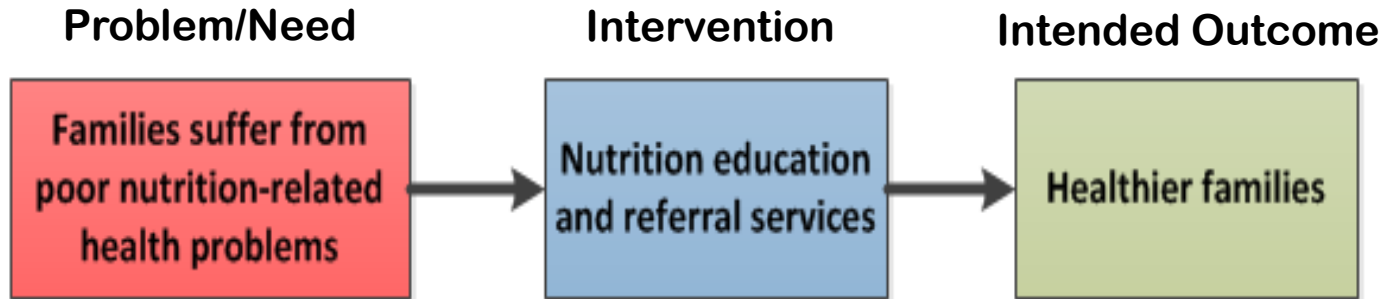 Problem/Need
Intervention
Intended Outcome
Families suffer from
poor nutrition-related
health problems
Nutrition education
and referral services
Healthier families